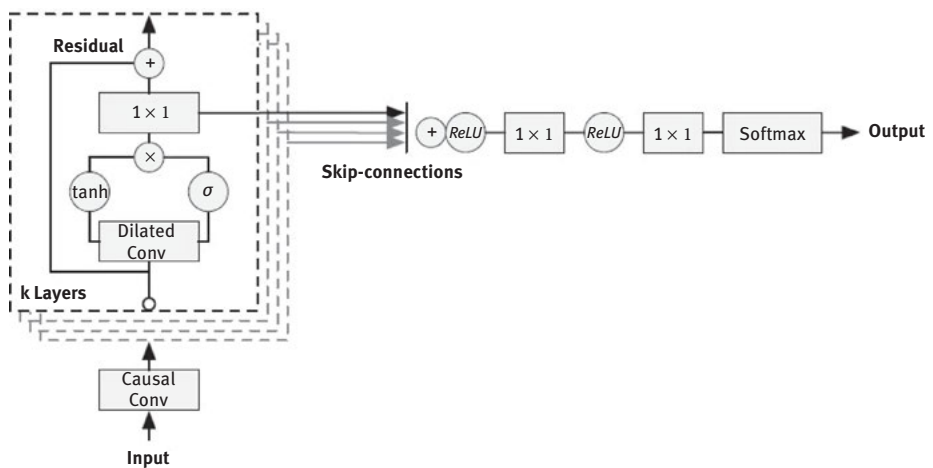 Residual
+
1 × 1
×
tanh
σ
Dilated
Conv
k Layers
Causal
Conv
Input
Skip-connections
+
ReLU
1 × 1
ReLU
1 × 1
Softmax
Output